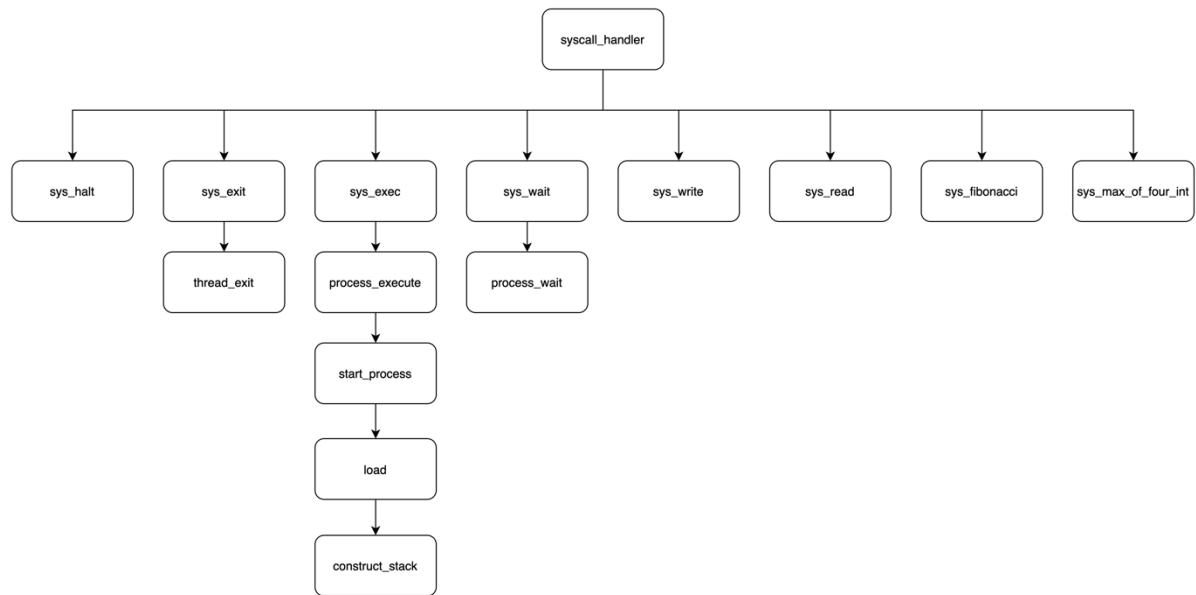 syscall_handler
sys_halt
sys_exit
sys_exec
sys_wait
sys_write
sys_read
sys_fibonacci
sys_max_of_four_int
thread_exit
process_execute
process_wait
start_process
load
construct_stack